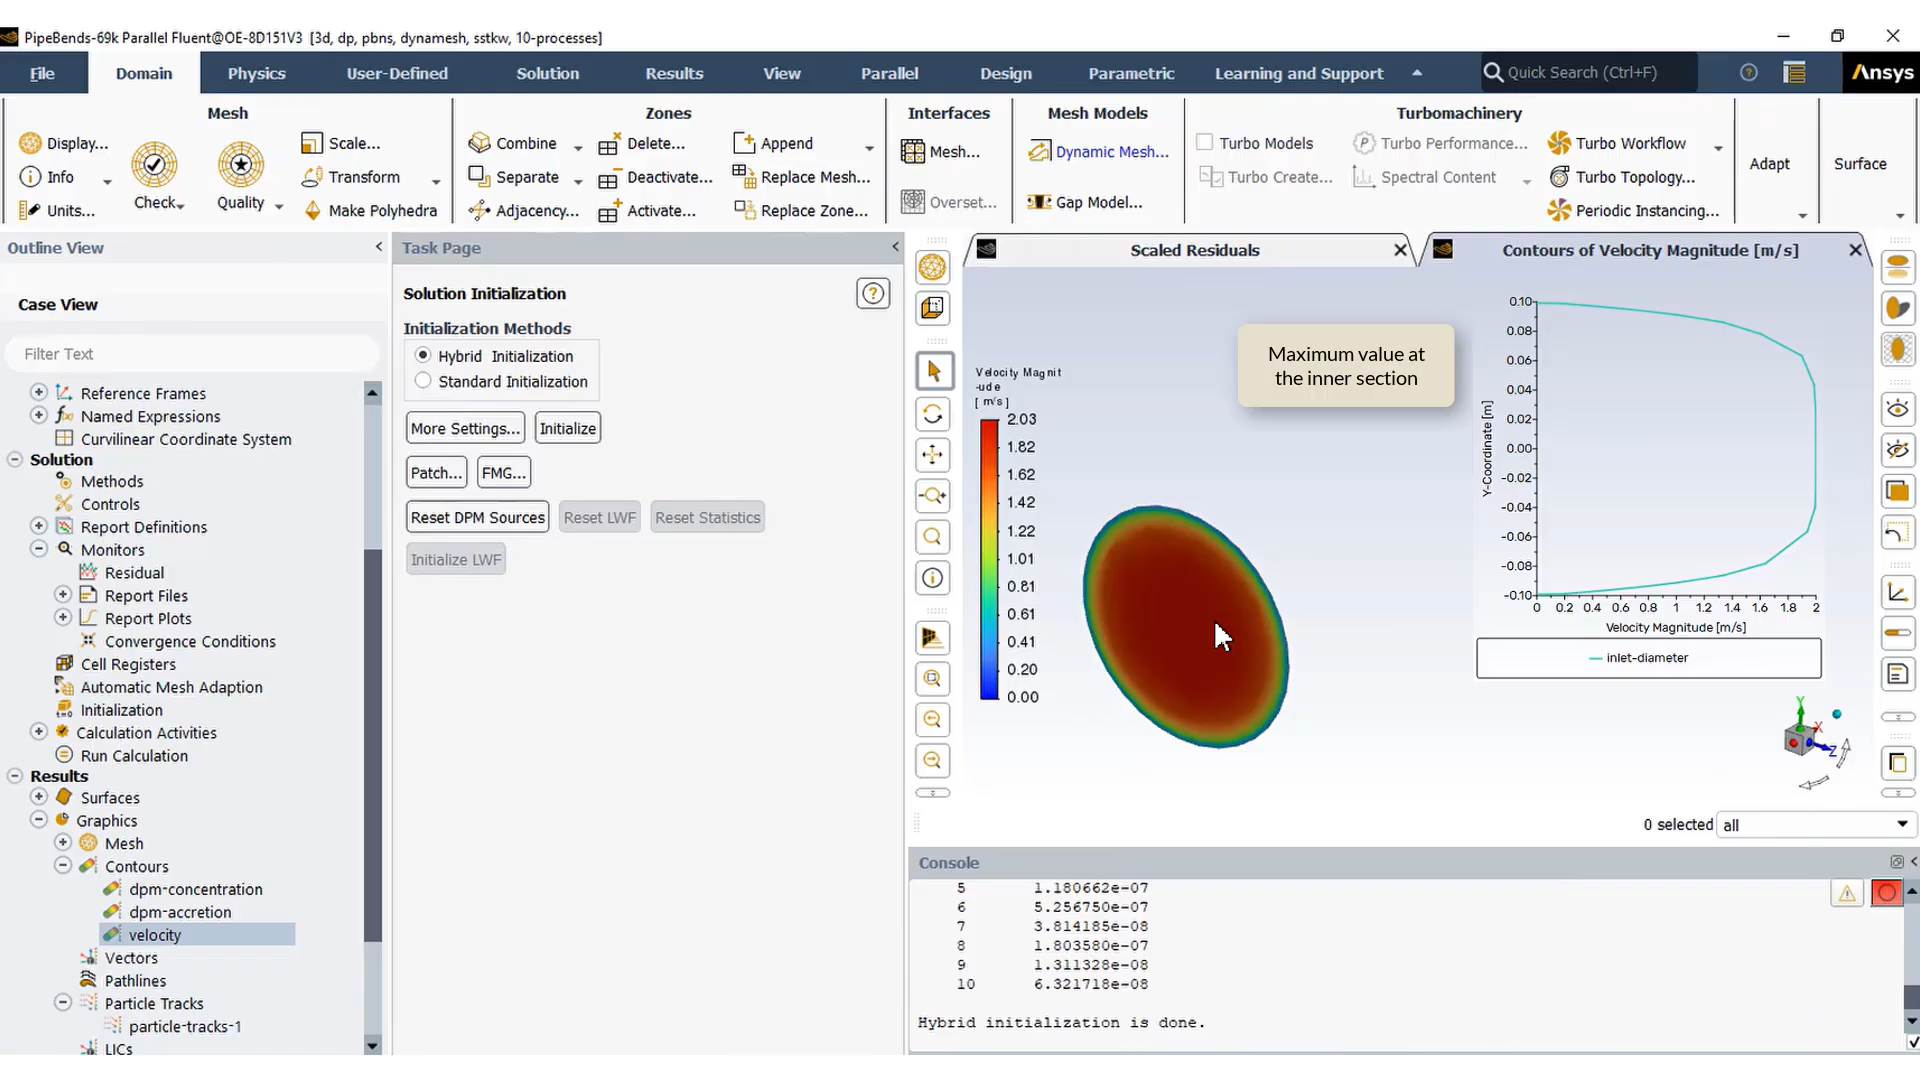 PipeBends-69k Parallel Fluent@OE-8D151V3 [3d, dp, pbns, dynamesh, sstkw, 10-processes]
File Domain Physics User-Defined Solution Results View Parallel Design Parametric Learning and Support Quick Search (Ctrl+F) Ansys
Mesh Zones Interfaces Mesh Models Turbomachinery
Display... Scale... Combine Delete... Append Turbo Models Turbo Performance... Turbo Workflow
Mesh... Dynamic Mesh...
Adapt Surface
Info Transform Separate Deactivate... Replace Mesh... Turbo Create... Spectral Content Turbo Topology...
Check Quality Overset... Gap Model...
Units... Make Polyhedra Adjacency... Activate... Replace Zone... Periodic Instancing...
Outline View
Case View
Filter Text
Reference Frames
Named Expressions
Curvilinear Coordinate System
Solution
Methods
Controls
Report Definitions
Monitors
Residual
Report Files
Report Plots
Convergence Conditions
Cell Registers
Automatic Mesh Adaption
Initialization
Calculation Activities
Run Calculation
Results
Surfaces
Graphics
Mesh
Contours
dpm-concentration
dpm-accretion
velocity
Vectors
Pathlines
Particle Tracks
particle-tracks-1
LICs
Task Page
Solution Initialization
Initialization Methods
Hybrid Initialization
Standard Initialization
More Settings... Initialize
Patch... FMG...
Reset DPM Sources Reset LWF Reset Statistics
Initialize LWF
Scaled Residuals
Contours of Velocity Magnitude [m/s]
Maximum value at
the inner section
Velocity Magnit
-ude
[ m/s ]
2.03
1.82
1.62
1.42
1.22
1.01
0.81
0.61
0.41
0.20
0.00
Y-Coordinate [m]
0.10
0.08
0.06
0.04
0.02
0.00
-0.02
-0.04
-0.06
-0.08
-0.10
0 0.2 0.4 0.6 0.8 1 1.2 1.4 1.6 1.8 2
Velocity Magnitude [m/s]
inlet-diameter
Y
X
Z
0 selected all
Console
5 1.180662e-07
6 5.256750e-07
7 3.814185e-08
8 1.803580e-07
9 1.311328e-08
10 6.321718e-08
Hybrid initialization is done.